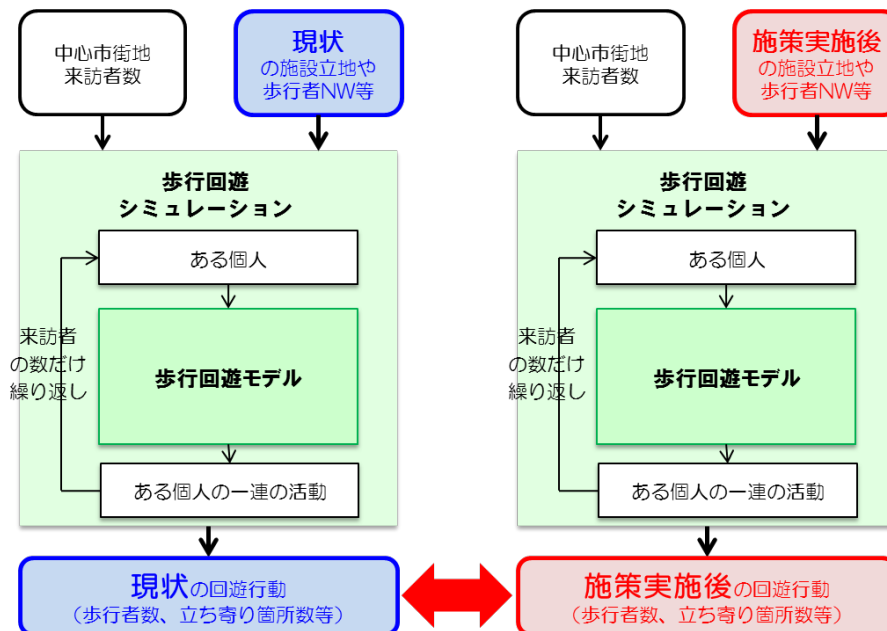 中心市街地
来訪者数
現状
の施設立地や
歩行者NW等
歩行回遊
シミュレーション
ある個人
来訪者
の数だけ
繰り返し
歩行回遊モデル
ある個人の一連の活動
現状の回遊行動
（歩行者数、立ち寄り箇所数等）
中心市街地
来訪者数
施策実施後
の施設立地や
歩行者NW等
歩行回遊
シミュレーション
ある個人
来訪者
の数だけ
繰り返し
歩行回遊モデル
ある個人の一連の活動
施策実施後の回遊行動
（歩行者数、立ち寄り箇所数等）